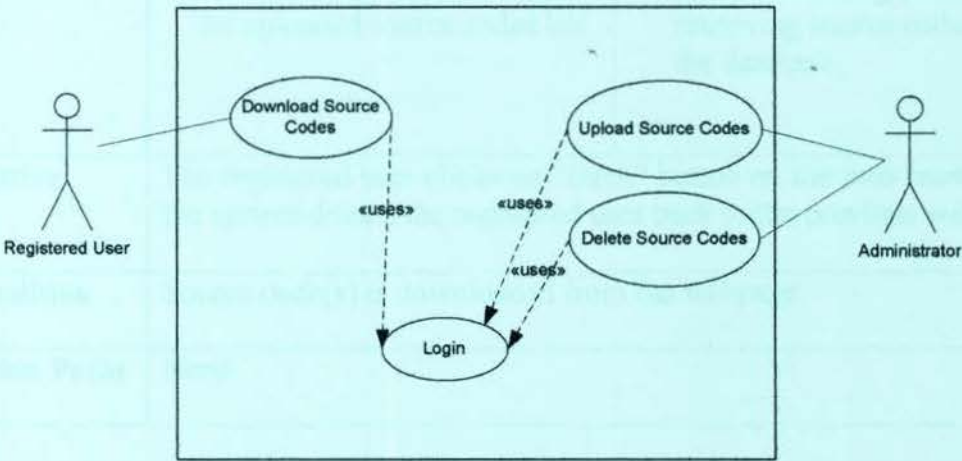 Download Source
Codes
Upload Source Codes
«uses»
«uses»
Registered User
Delete Source Codes
Administrator
«uses»
Login